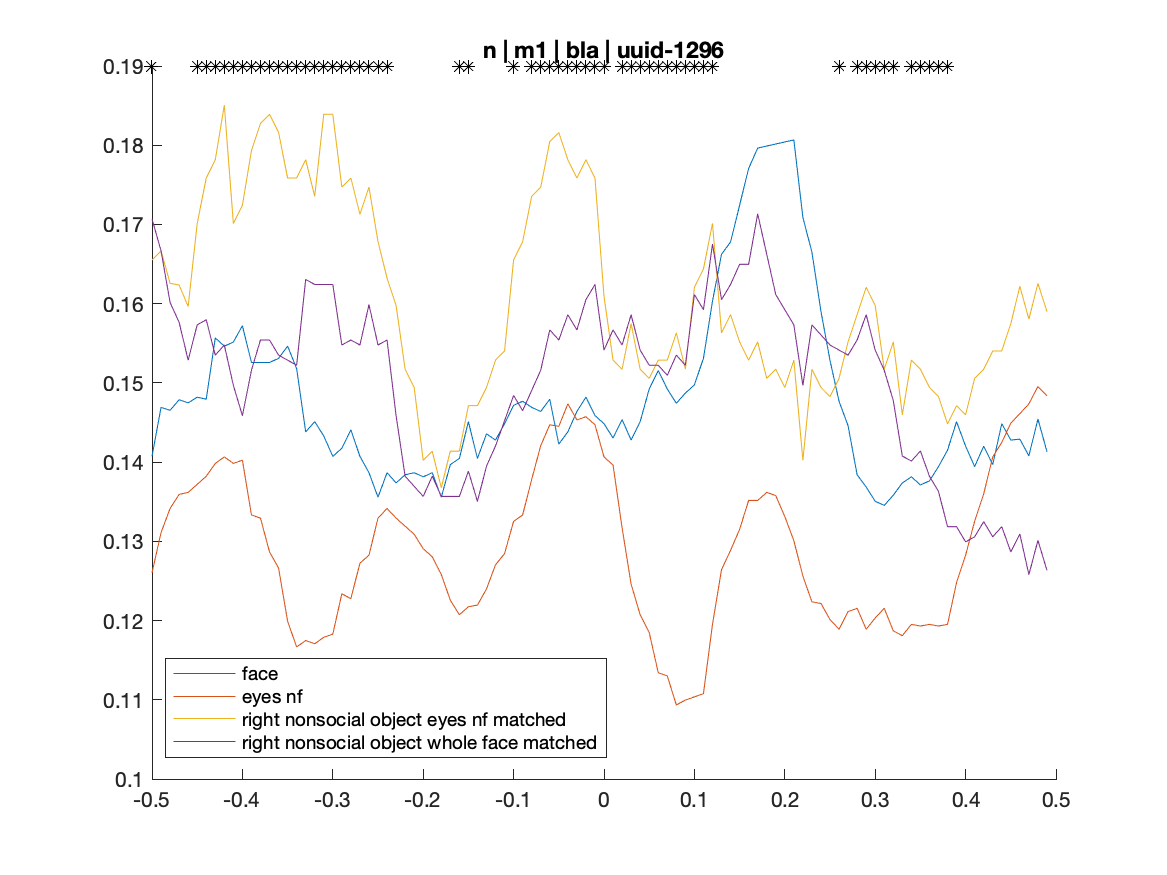 n | m1 | bla | uuid-1296
0.19
0.18
0.17
0.16
0.15
0.14
0.13
0.12
0.11
0.1
face
eyes nf
right nonsocial object eyes nf matched
right nonsocial object whole face matched
-0.5 -0.4 -0.3 -0.2 -0.1 0 0.1 0.2 0.3 0.4 0.5